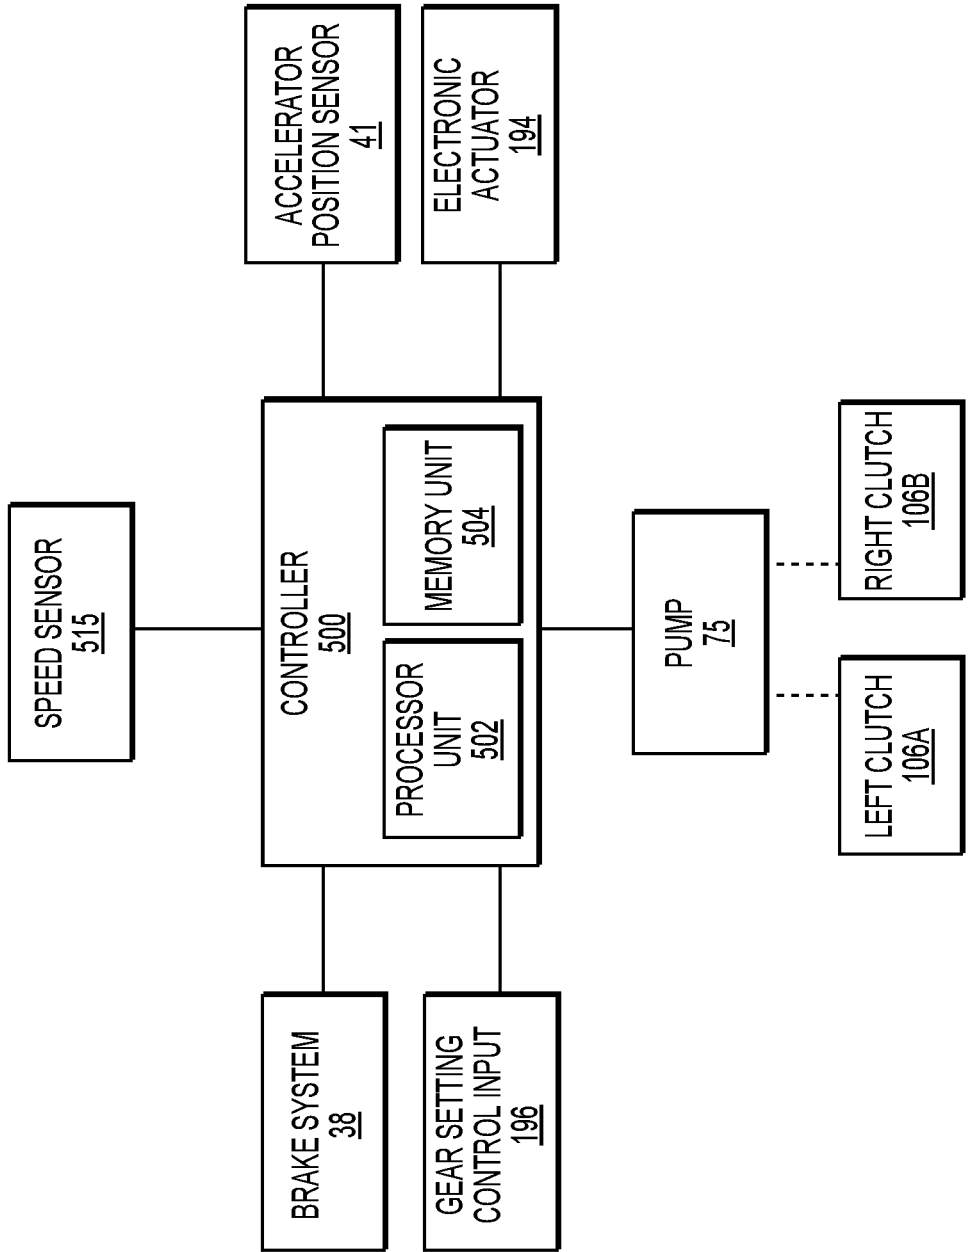 SPEED SENSOR
515
BRAKE SYSTEM
38
GEAR SETTING
CONTROL INPUT
196
CONTROLLER
500
PROCESSOR
UNIT
502
MEMORY UNIT
504
ACCELERATOR
POSITION SENSOR
41
ELECTRONIC
ACTUATOR
194
PUMP
75
LEFT CLUTCH
106A
RIGHT CLUTCH
106B